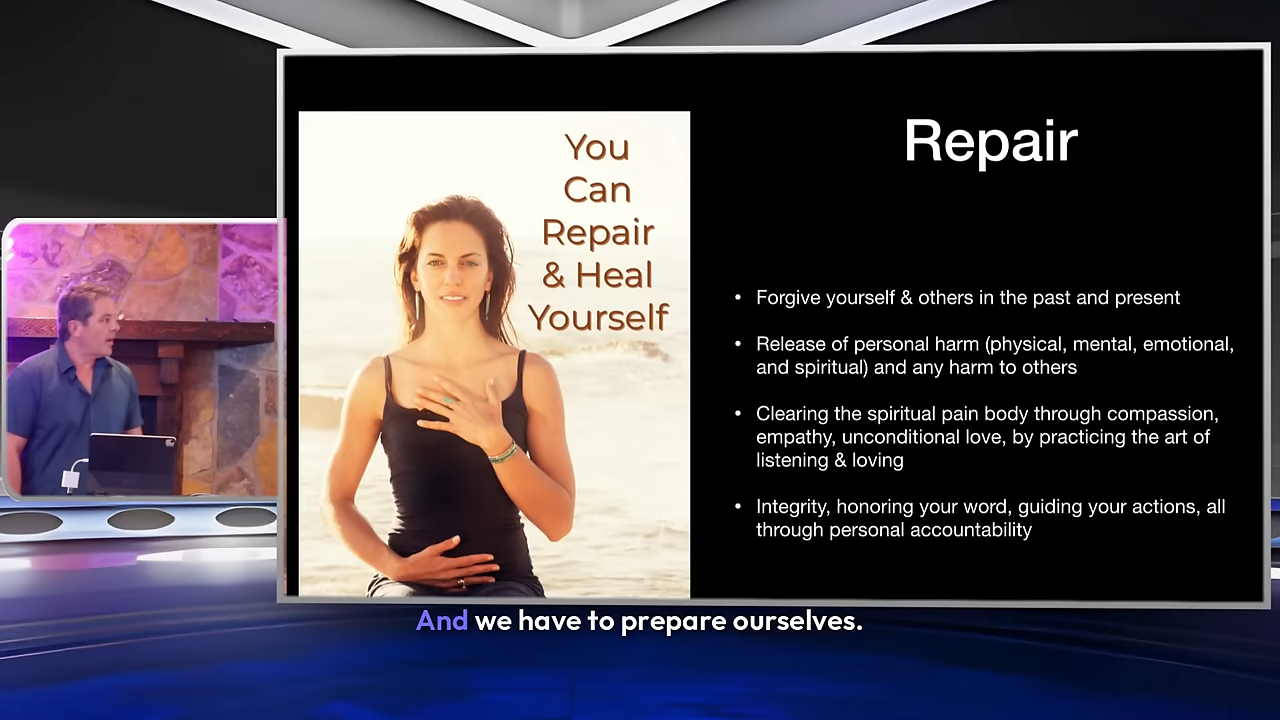 You
Can
Repair
& Heal
Yourself
Repair
• Forgive yourself & others in the past and present
• Release of personal harm (physical, mental, emotional,
and spiritual) and any harm to others
• Clearing the spiritual pain body through compassion,
empathy, unconditional love, by practicing the art of
listening & loving
• Integrity, honoring your word, guiding your actions, all
through personal accountability
And we have to prepare ourselves.